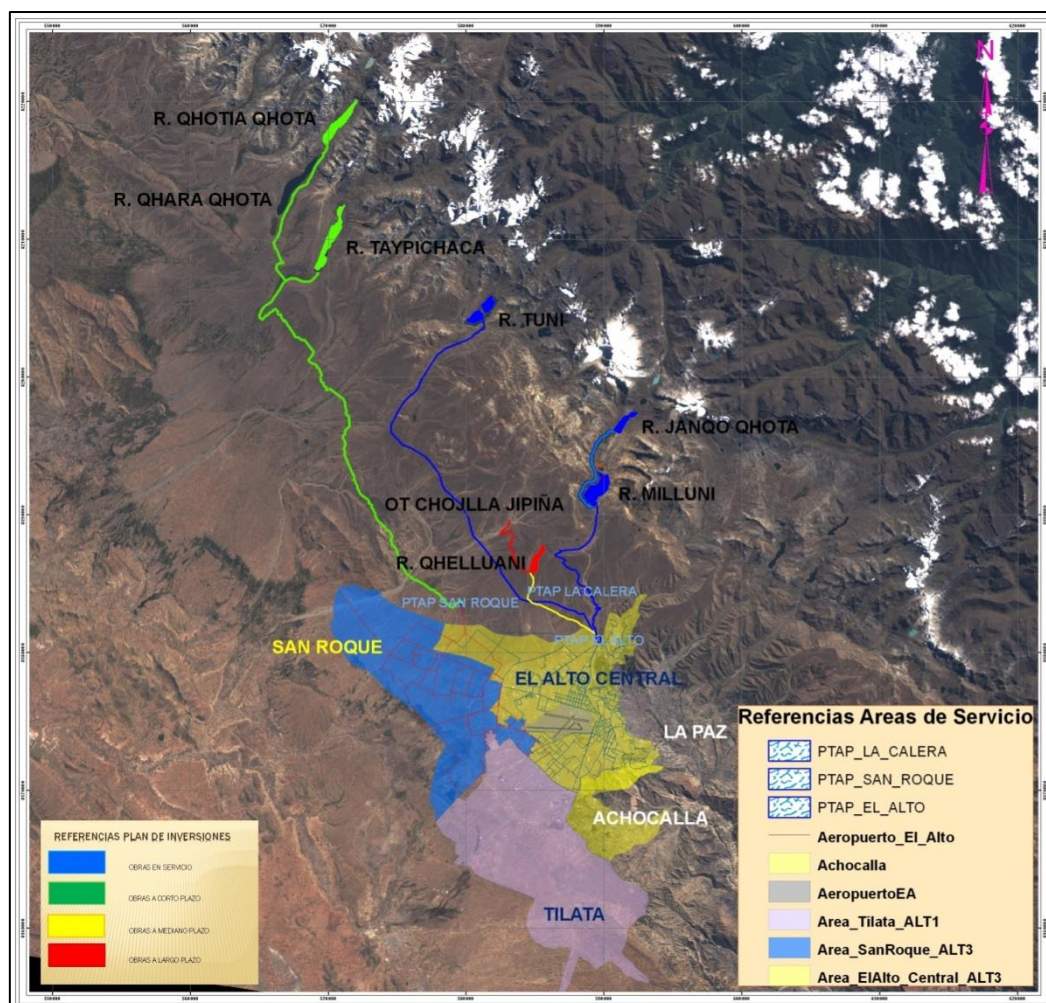 N
R. QHOTIA QHOTA
R. QHARA QHOTA
R. TAYPICHACA
R. TUNI
R. JANQO QHOTA
R. MILLUNI
OT CHOJLLA JIPIÑA
R. QHELLUANI
PTAP LA CALERA
PTAP SAN ROQUE
PTAP EL ALTO
SAN ROQUE
EL ALTO CENTRAL
LA PAZ
ACHOCALLA
TILATA
REFERENCIAS PLAN DE INVERSIONES
OBRAS EN SERVICIO
OBRAS A CORTO PLAZO
OBRAS A MEDIANO PLAZO
OBRAS A LARGO PLAZO
Referencias Areas de Servicio
PTAP_LA_CALERA
PTAP_SAN_ROQUE
PTAP_EL_ALTO
Aeropuerto_El_Alto
Achocalla
AeropuertoEA
Area_Tilata_ALT1
Area_SanRoque_ALT3
Area_ElAlto_Central_ALT3